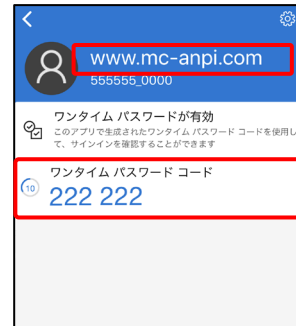 www.mc-anpi.com
555555_0000
ワンタイム パスワードが有効
このアプリで生成されたワンタイム パスワード コードを使用し
て、サインインを確認することができます
ワンタイム パスワード コード
10
222 222